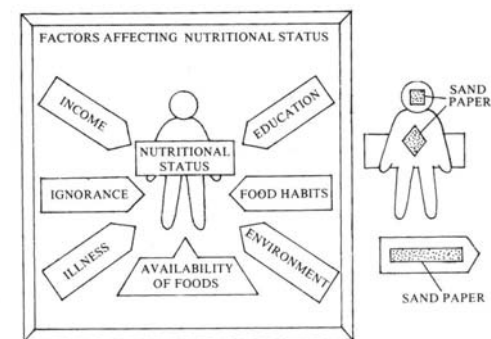 FACTORS AFFECTING NUTRITIONAL STATUS
INCOME
EDUCATION
NUTRITIONAL
STATUS
IGNORANCE
FOOD HABITS
ILLNESS
AVAILABILITY
OF FOODS
ENVIRONMENT
SAND
PAPER
SAND PAPER